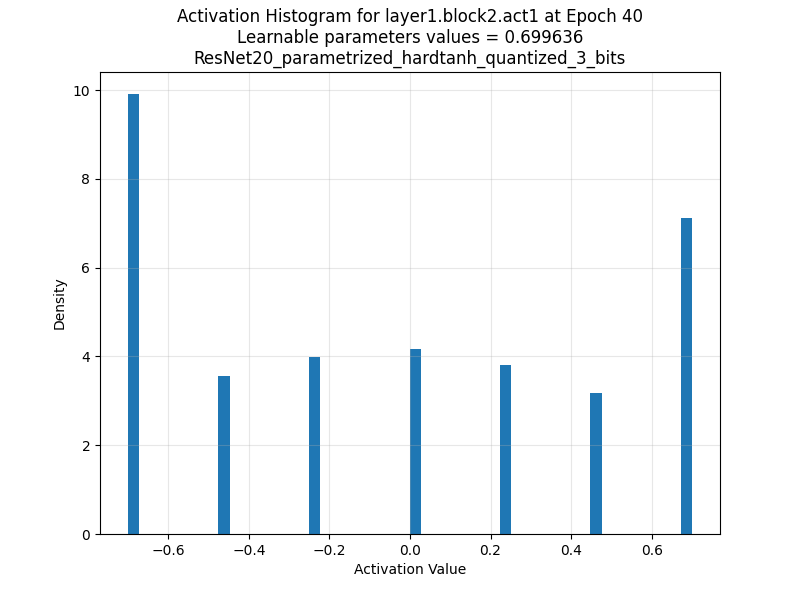 Activation Histogram for layer1.block2.act1 at Epoch 40
Learnable parameters values = 0.699636
ResNet20_parametrized_hardtanh_quantized_3_bits
10
8
6
4
2
0
Density
−0.6 −0.4 −0.2 0.0 0.2 0.4 0.6
Activation Value